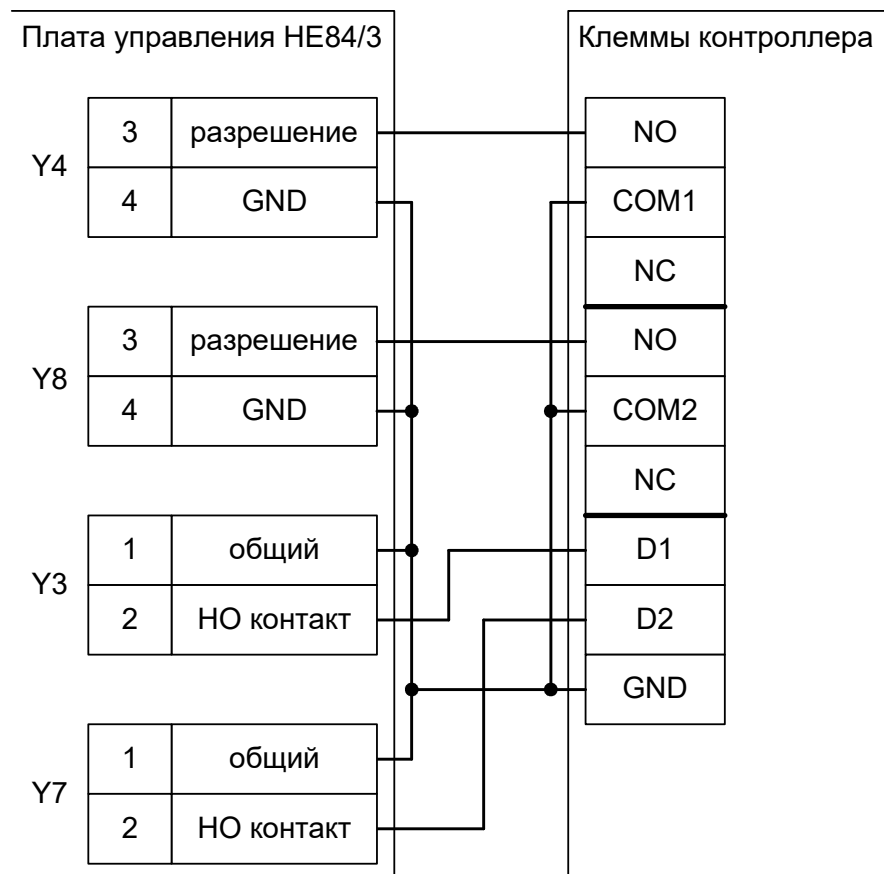 Плата управления HE84/3
Клеммы контроллера
Y4
3 разрешение
4 GND
Y8
3 разрешение
4 GND
Y3
1 общий
2 НО контакт
Y7
1 общий
2 НО контакт
NO
COM1
NC
NO
COM2
NC
D1
D2
GND